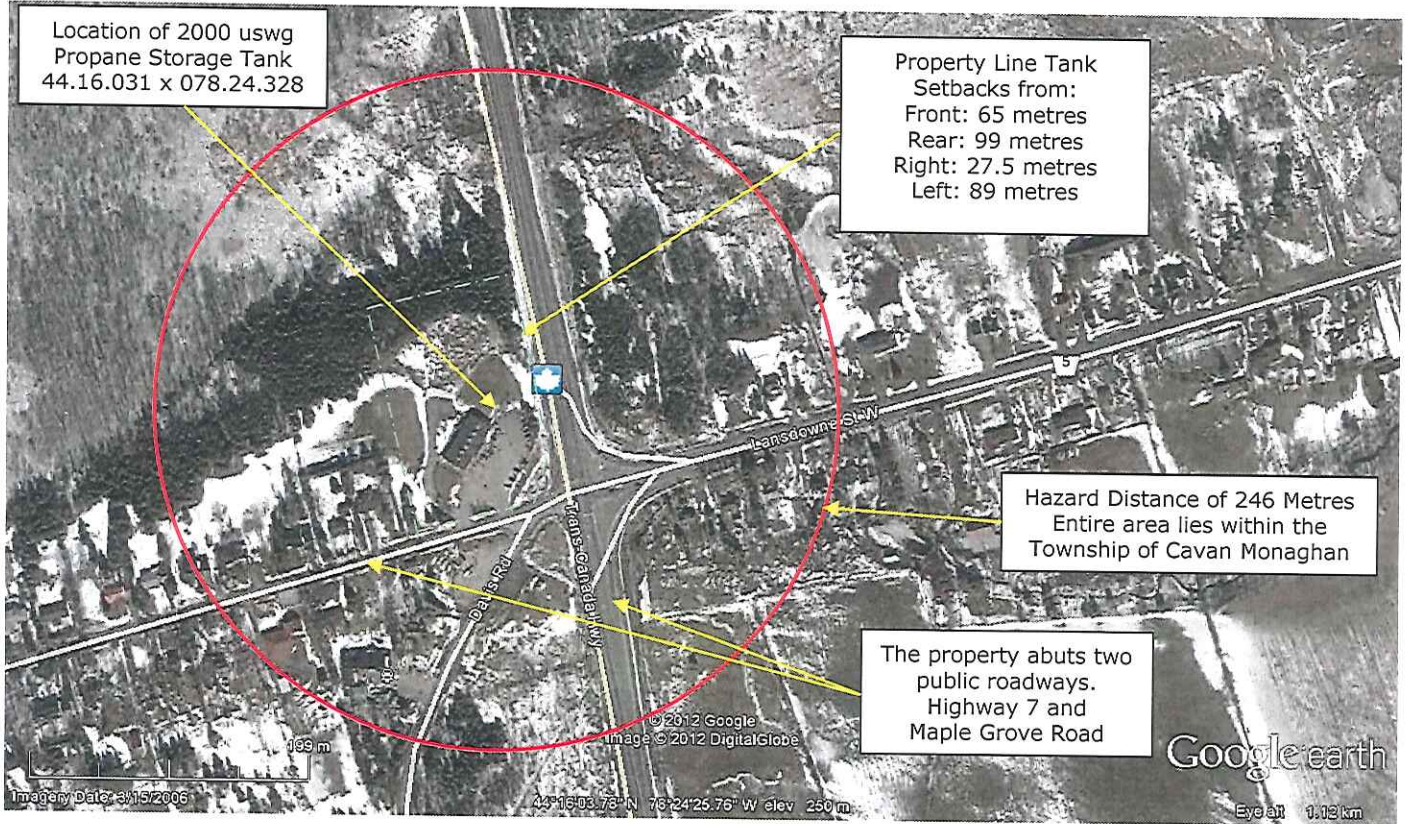 Location of 2000 uswg
Propane Storage Tank
44.16.031 x 078.24.328
Property Line Tank
Setbacks from:
Front: 65 metres
Rear: 99 metres
Right: 27.5 metres
Left: 89 metres
5
Lansdowne St W
Hazard Distance of 246 Metres
Entire area lies within the
Township of Cavan Monaghan
Trans-Canada Hwy
Davis Rd
The property abuts two
public roadways.
Highway 7 and
Maple Grove Road
© 2012 Google
Image © 2012 DigitalGlobe
Google earth
199 m
Imagery Date: 3/15/2006
44°16'03.78" N 78°24'25.76" W elev 250 m
Eye alt 1.12 km